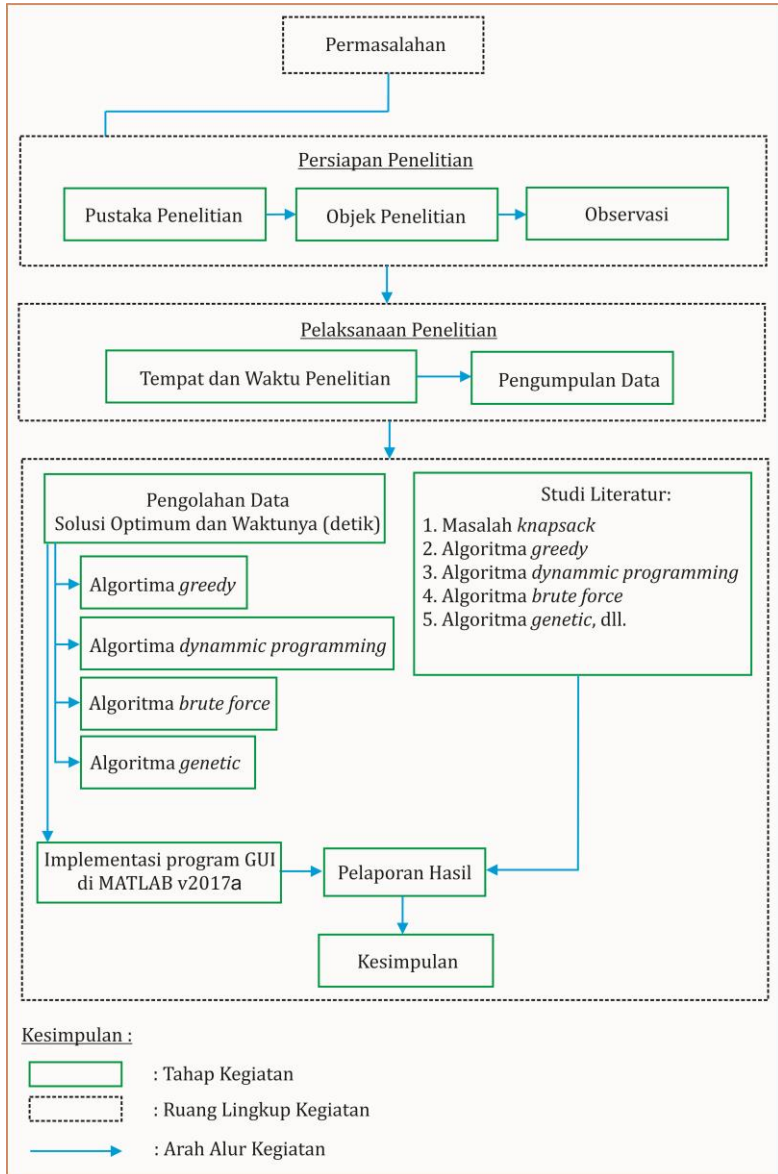 Permasalahan
Persiapan Penelitian
Pustaka Penelitian
Objek Penelitian
Observasi
Pelaksanaan Penelitian
Tempat dan Waktu Penelitian
Pengumpulan Data
Pengolahan Data
Solusi Optimum dan Waktunya (detik)
Algortima greedy
Algortima dynammic programming
Algoritma brute force
Algoritma genetic
Studi Literatur:
1. Masalah knapsack
2. Algoritma greedy
3. Algoritma dynammic programming
4. Algoritma brute force
5. Algoritma genetic, dll.
Implementasi program GUI
di MATLAB v2017a
Pelaporan Hasil
Kesimpulan
Kesimpulan :
: Tahap Kegiatan
: Ruang Lingkup Kegiatan
: Arah Alur Kegiatan